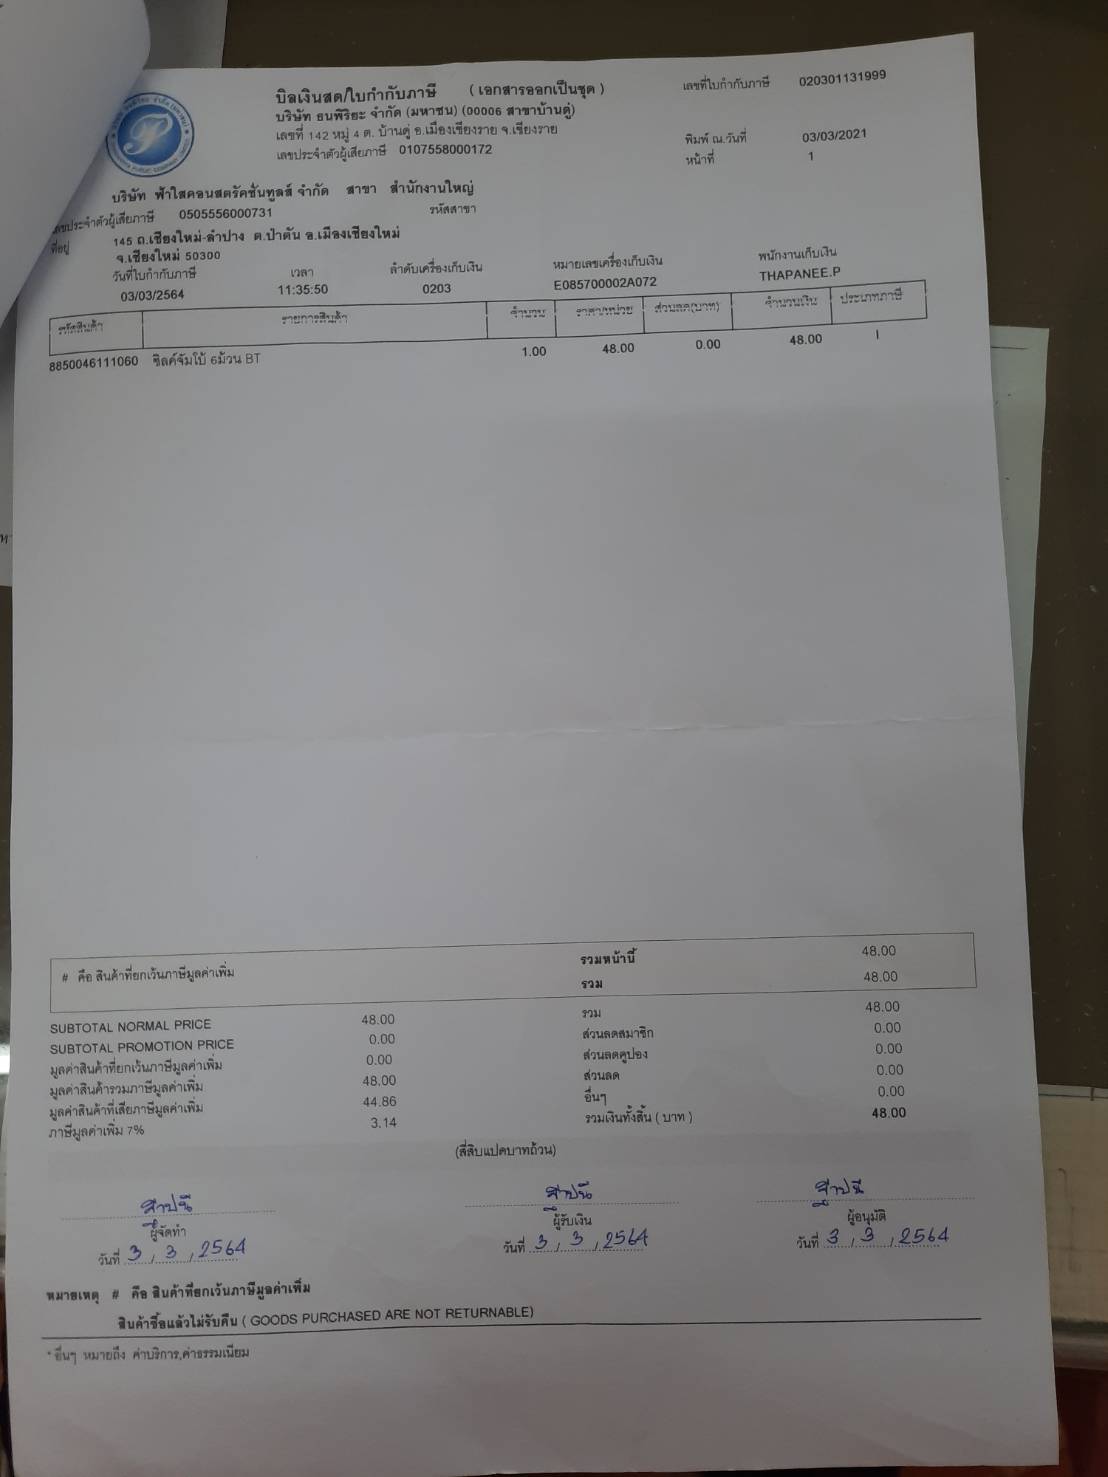 บิลเงินสด/ใบกำกับภาษี ( เอกสารออกเป็นชุด ) เลขที่ใบกำกับภาษี 020301131999
บริษัท ธนพิริยะ จำกัด (มหาชน) (00006 สาขาบ้านดู่)
เลขที่ 142 หมู่ 4 ต. บ้านดู่ อ.เมืองเชียงราย จ.เชียงราย พิมพ์ ณ.วันที่ 03/03/2021
เลขประจำตัวผู้เสียภาษี 0107558000172 หน้าที่ 1
บริษัท ฟ้าใสคอนสตรัคชั่นทูลส์ จำกัด สาขา สำนักงานใหญ่
เลขประจำตัวผู้เสียภาษี 0505556000731 รหัสสาขา
ที่อยู่ 145 ถ.เชียงใหม่-ลำปาง ต.ป่าตัน อ.เมืองเชียงใหม่
จ.เชียงใหม่ 50300
วันที่ใบกำกับภาษี เวลา ลำดับเครื่องเก็บเงิน หมายเลขเครื่องเก็บเงิน พนักงานเก็บเงิน
03/03/2564 11:35:50 0203 E085700002A072 THAPANEE.P
รหัสสินค้า รายการสินค้า จำนวน ราคา/หน่วย ส่วนลด(บาท) จำนวนเงิน ประเภทภาษี
8850046111060 ซิลค์จัมโบ้ 6ม้วน BT 1.00 48.00 0.00 48.00 I
# คือ สินค้าที่ยกเว้นภาษีมูลค่าเพิ่ม รวมหน้านี้ 48.00
รวม 48.00
SUBTOTAL NORMAL PRICE 48.00 รวม 48.00
SUBTOTAL PROMOTION PRICE 0.00 ส่วนลดสมาชิก 0.00
มูลค่าสินค้าที่ยกเว้นภาษีมูลค่าเพิ่ม 0.00 ส่วนลดคูปอง 0.00
มูลค่าสินค้ารวมภาษีมูลค่าเพิ่ม 48.00 ส่วนลด 0.00
มูลค่าสินค้าที่เสียภาษีมูลค่าเพิ่ม 44.86 อื่นๆ 0.00
ภาษีมูลค่าเพิ่ม 7% 3.14 รวมเงินทั้งสิ้น ( บาท ) 48.00
(สี่สิบแปดบาทถ้วน)
ผู้จัดทำ ผู้รับเงิน ผู้อนุมัติ
วันที่ 3, 3, 2564 วันที่ 3, 3, 2564 วันที่ 3, 3, 2564
หมายเหตุ # คือ สินค้าที่ยกเว้นภาษีมูลค่าเพิ่ม
สินค้าซื้อแล้วไม่รับคืน ( GOODS PURCHASED ARE NOT RETURNABLE)
* อื่นๆ หมายถึง ค่าบริการ,ค่าธรรมเนียม